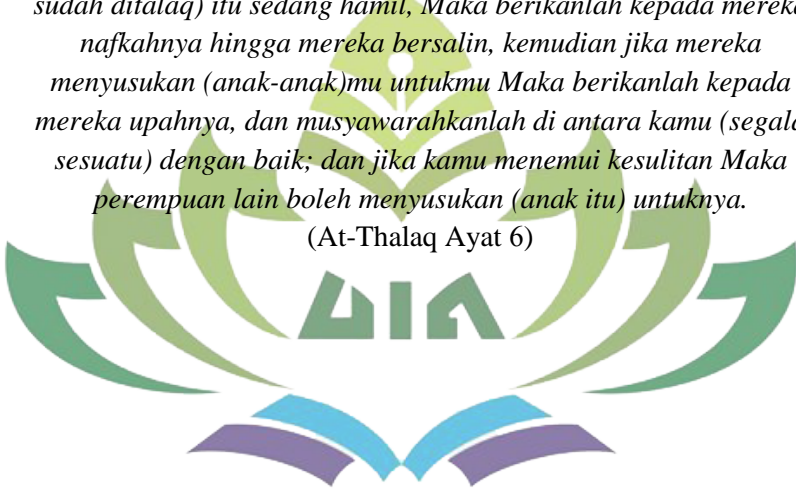 sudah ditalaq) itu sedang hamil, Maka berikanlah kepada mereka
nafkahnya hingga mereka bersalin, kemudian jika mereka
menyusukan (anak-anak)mu untukmu Maka berikanlah kepada
mereka upahnya, dan musyawarahkanlah di antara kamu (segala
sesuatu) dengan baik; dan jika kamu menemui kesulitan Maka
perempuan lain boleh menyusukan (anak itu) untuknya.
(At-Thalaq Ayat 6)
UIN